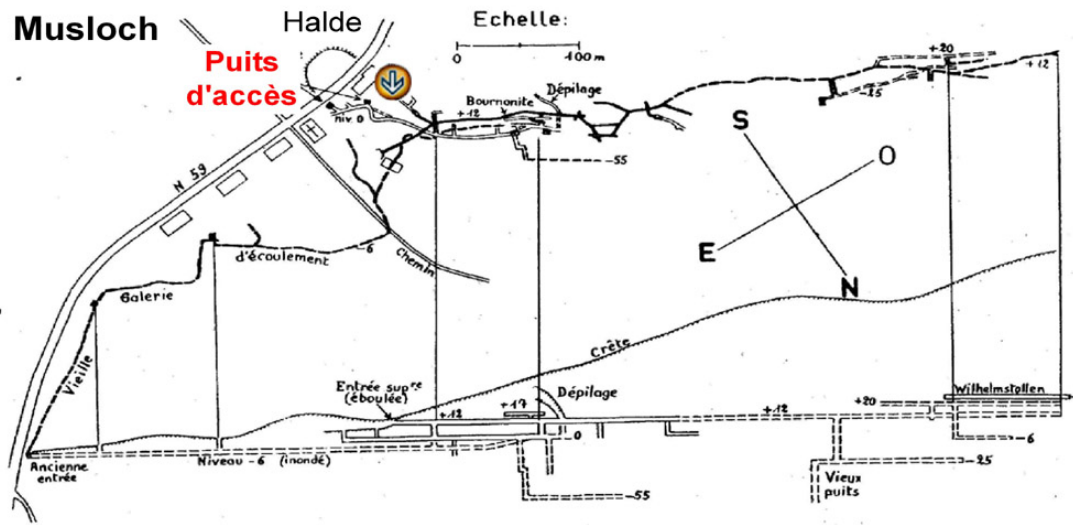 Musloch
Halde
Echelle:
0
100 m
Puits
d'accès
niv 0
N 59
+12
Bournonite
Dépilage
-55
+20
+12
-25
S
O
E
N
-6
d'écoulement
Chemin
Galerie
Vieille
Crête
Entrée supre
(éboulée)
+12
+17
Dépilage
+12
+20
Wilhelmstollen
0
-6
-25
Ancienne
entrée
Niveau -6 (inondé)
-55
Vieux
puits